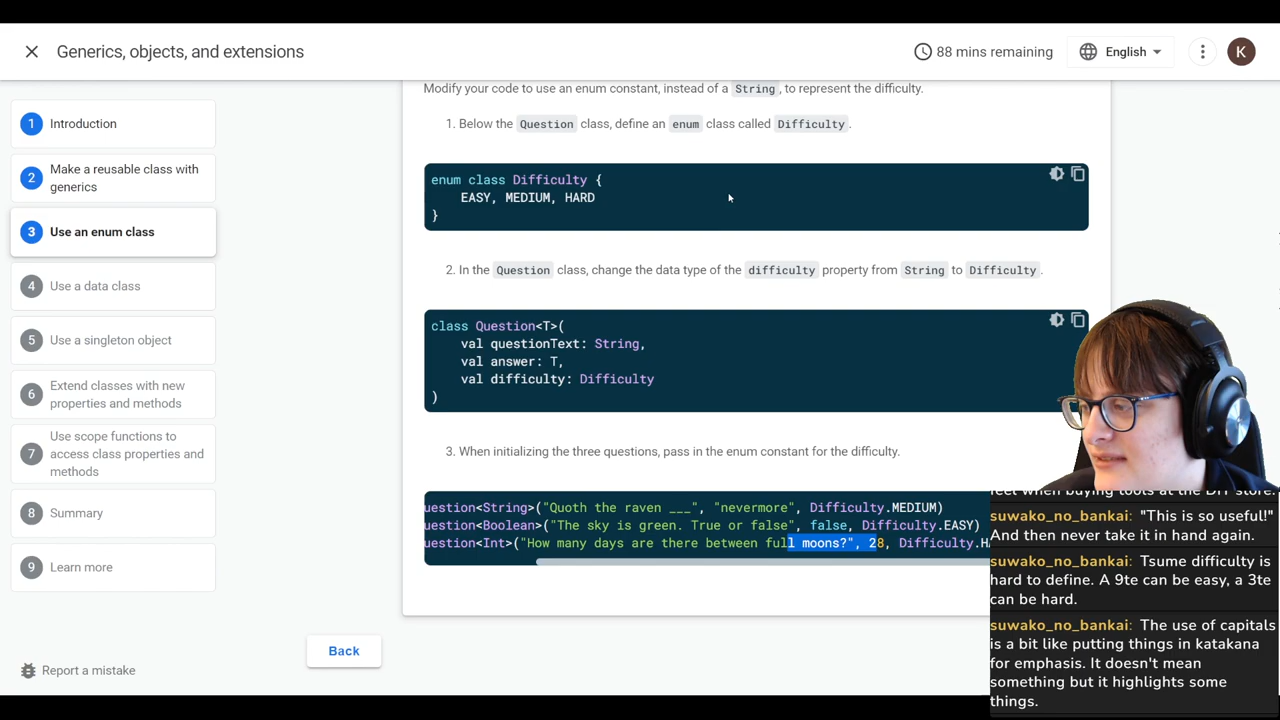 Generics, objects, and extensions
88 mins remaining
English
K
1 Introduction
2 Make a reusable class with
generics
3 Use an enum class
4 Use a data class
5 Use a singleton object
6 Extend classes with new
properties and methods
7 Use scope functions to
access class properties and
methods
8 Summary
9 Learn more
Report a mistake
Modify your code to use an enum constant, instead of a String, to represent the difficulty.
1. Below the Question class, define an enum class called Difficulty.
enum class Difficulty {
EASY, MEDIUM, HARD
}
2. In the Question class, change the data type of the difficulty property from String to Difficulty.
class Question<T>(
val questionText: String,
val answer: T,
val difficulty: Difficulty
)
3. When initializing the three questions, pass in the enum constant for the difficulty.
uestion<String>("Quoth the raven ___", "nevermore", Difficulty.MEDIUM)
uestion<Boolean>("The sky is green. True or false", false, Difficulty.EASY)
uestion<Int>("How many days are there between full moons?", 28, Difficulty.HA
Back
feet when buying tools at the DIY store.
suwako_no_bankai: "This is so useful!"
And then never take it in hand again.
suwako_no_bankai: Tsume difficulty is
hard to define. A 9te can be easy, a 3te
can be hard.
suwako_no_bankai: The use of capitals
is a bit like putting things in katakana
for emphasis. It doesn't mean
something but it highlights some
things.